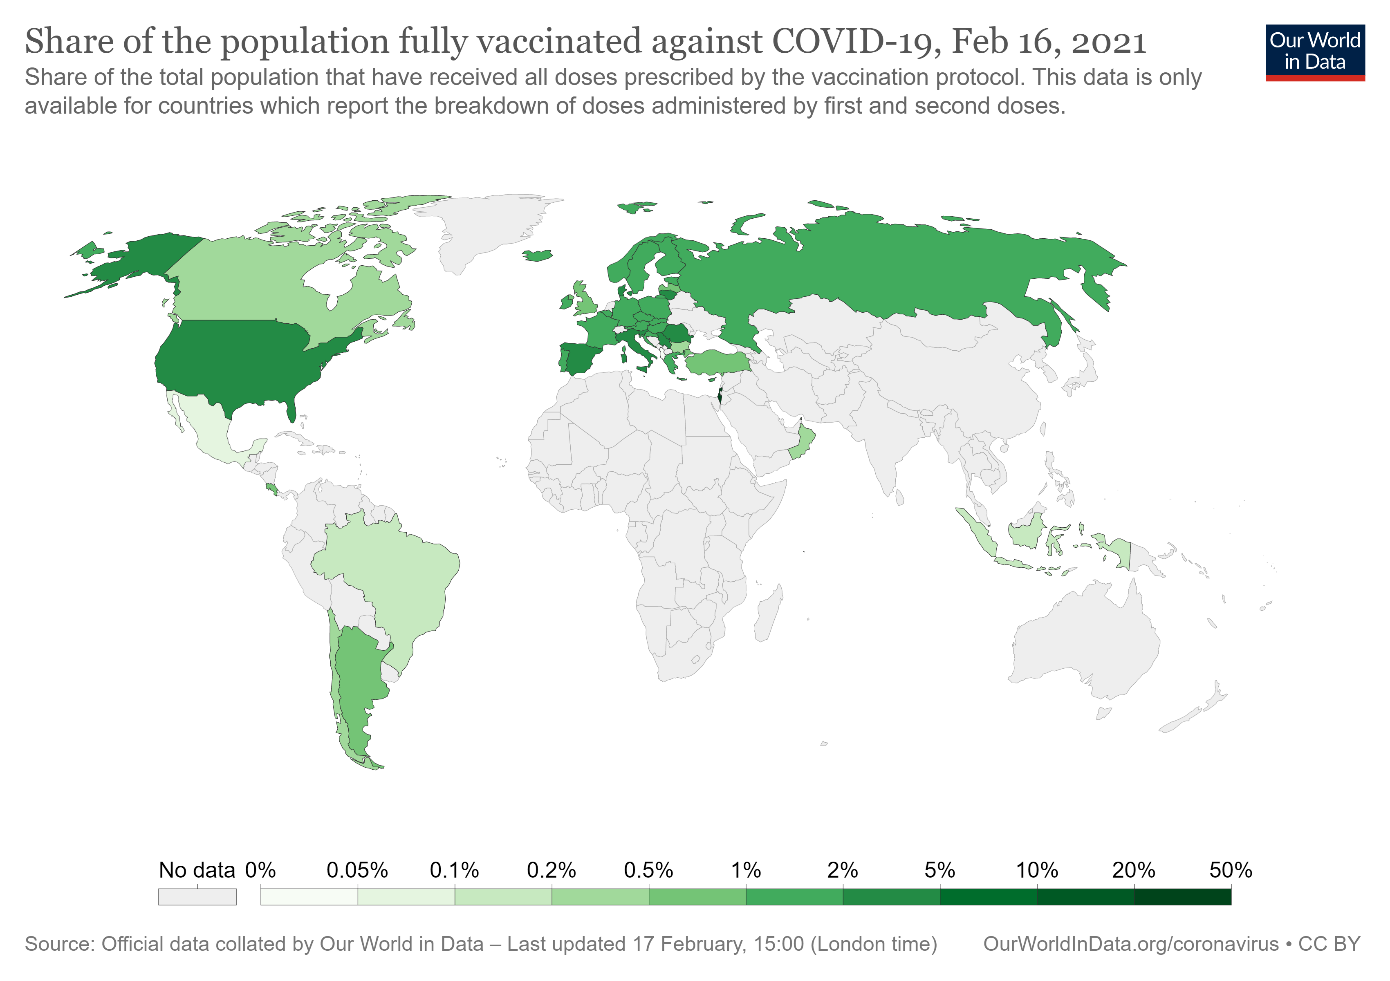 Share of the population fully vaccinated against COVID-19, Feb 16, 2021
Our World
in Data
Share of the total population that have received all doses prescribed by the vaccination protocol. This data is only
available for countries which report the breakdown of doses administered by first and second doses.
No data 0% 0.05% 0.1% 0.2% 0.5% 1% 2% 5% 10% 20% 50%
Source: Official data collated by Our World in Data – Last updated 17 February, 15:00 (London time)
OurWorldInData.org/coronavirus • CC BY